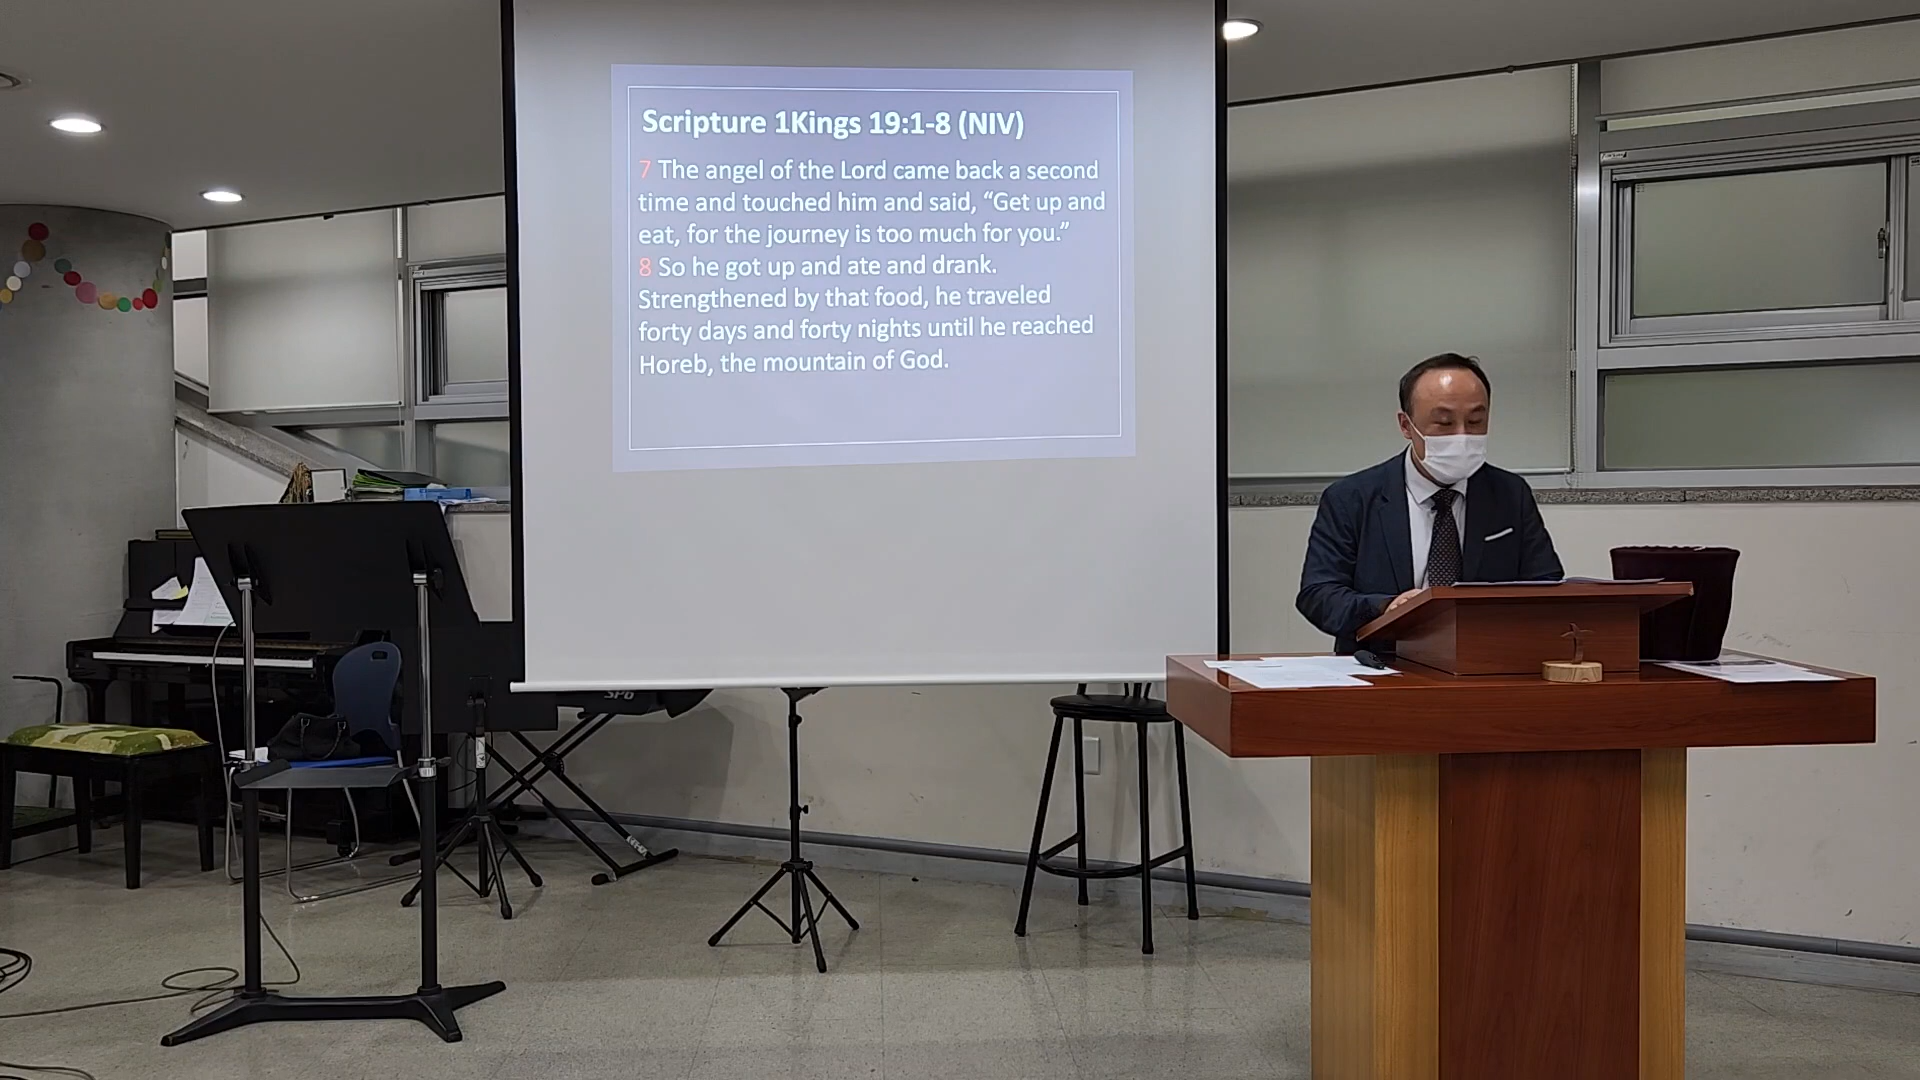 Scripture 1Kings 19:1-8 (NIV)
7 The angel of the Lord came back a second
time and touched him and said, “Get up and
eat, for the journey is too much for you.”
8 So he got up and ate and drank.
Strengthened by that food, he traveled
forty days and forty nights until he reached
Horeb, the mountain of God.
SP6